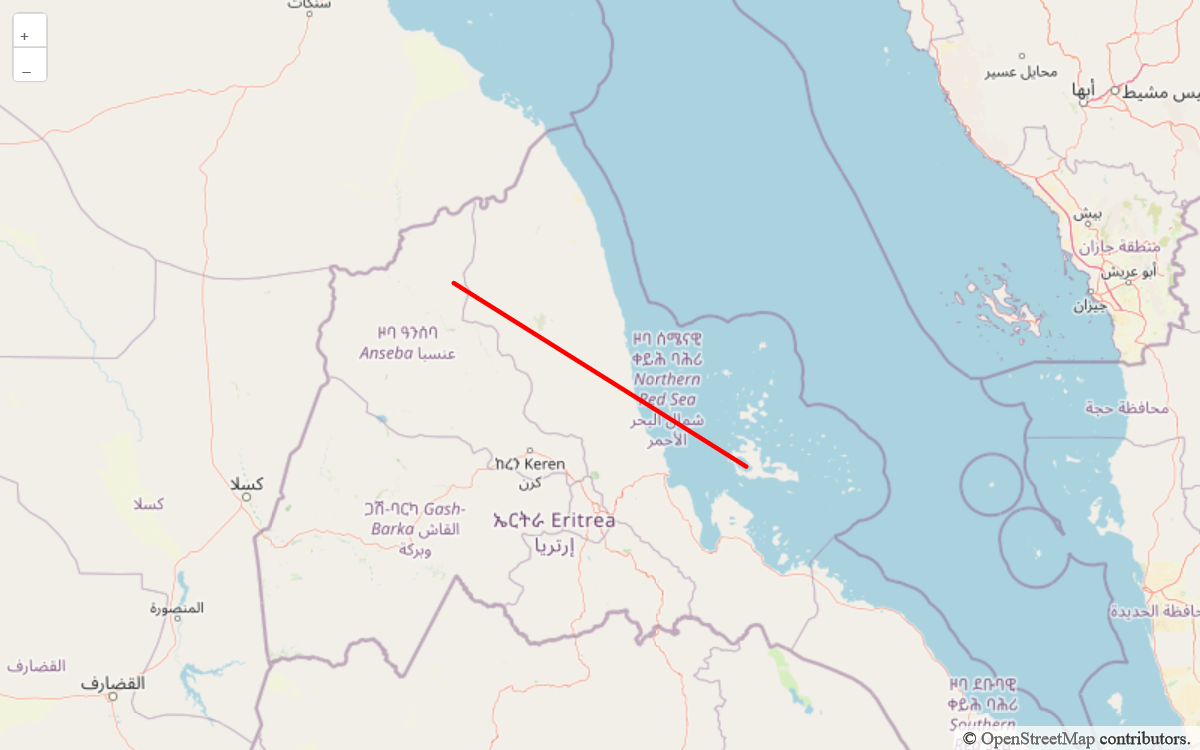 سنكات
+
–
محايل عسير
أبها
يس مشيط
بيش
منطقة جازان
أبو عريش
جيزان
ዞባ ዓንሰባ
Anseba عنسبا
ዞባ ሰሜናዊ
ቀይሕ ባሕሪ
Northern
Red Sea
شمال البحر
الأحمر
محافظة حجة
ከረን Keren
كرن
كسلا
كسلا
ጋሽ-ባርካ Gash-
Barka القاش
وبركة
ኤርትራ Eritrea
إرتريا
المنصورة
افظة الحديدة
القضارف
القضارف
ዞባ ደቡባዊ
ቀይሕ ባሕሪ
Southern
© OpenStreetMap contributors.